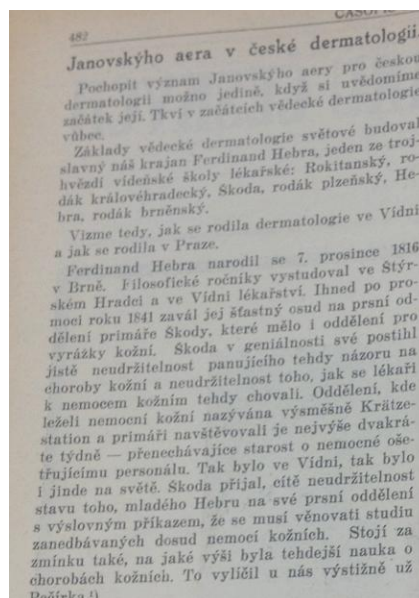 482
ČASOPIS
Janovskýho aera v české dermatologii.
Pochopit význam Janovskýho aery pro českou
dermatologii možno jedině, když si uvědomíme
začátek její. Tkví v začátcích vědecké dermatologie
vůbec.
Základy vědecké dermatologie světové budoval
slavný náš krajan Ferdinand Hebra, jeden ze troj-
hvězdí vídeňské školy lékařské: Rokitanský, ro-
dák královéhradecký, Škoda, rodák plzeňský, He-
bra, rodák brněnský.
Vizme tedy, jak se rodila dermatologie ve Vídni
a jak se rodila v Praze.
Ferdinand Hebra narodil se 7. prosince 1816
v Brně. Filosofické ročníky vystudoval ve Štýr-
ském Hradci a ve Vídni lékařství. Ihned po pro-
moci roku 1841 zavál jej šťastný osud na prsní od-
dělení primáře Škody, které mělo i oddělení pro
vyrážky kožní. Škoda v geniálnosti své postihl
jistě neudržitelnost panujícího tehdy názoru na
choroby kožní a neudržitelnost toho, jak se lékaři
k nemocem kožním tehdy chovali. Oddělení, kde
leželi nemocní kožní nazývána výsměšně Krätze-
station a primáři navštěvovali je nejvýše dvakrá-
te týdně — přenechávajíce starost o nemocné oše-
třujícímu personálu. Tak bylo ve Vídni, tak bylo
i jinde na světě. Škoda přijal, cítě neudržitelnost
stavu toho, mladého Hebru na své prsní oddělení
s výslovným příkazem, že se musí věnovati studiu
zanedbávaných dosud nemocí kožních. Stojí za
zmínku také, na jaké výši byla tehdejší nauka o
chorobách kožních. To vylíčil u nás výstižně už
Pečírka.¹)